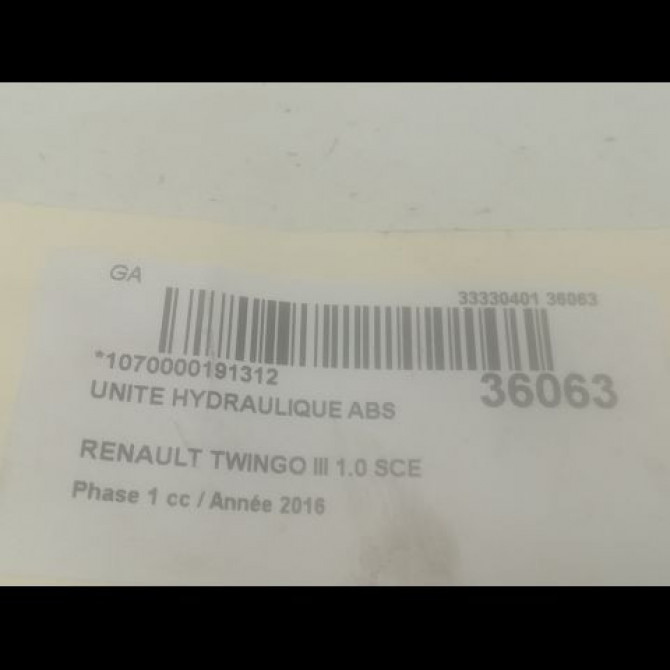 GA
33330401 36063
*1070000191312
36063
UNITE HYDRAULIQUE ABS
RENAULT TWINGO III 1.0 SCE
Phase 1 cc / Année 2016